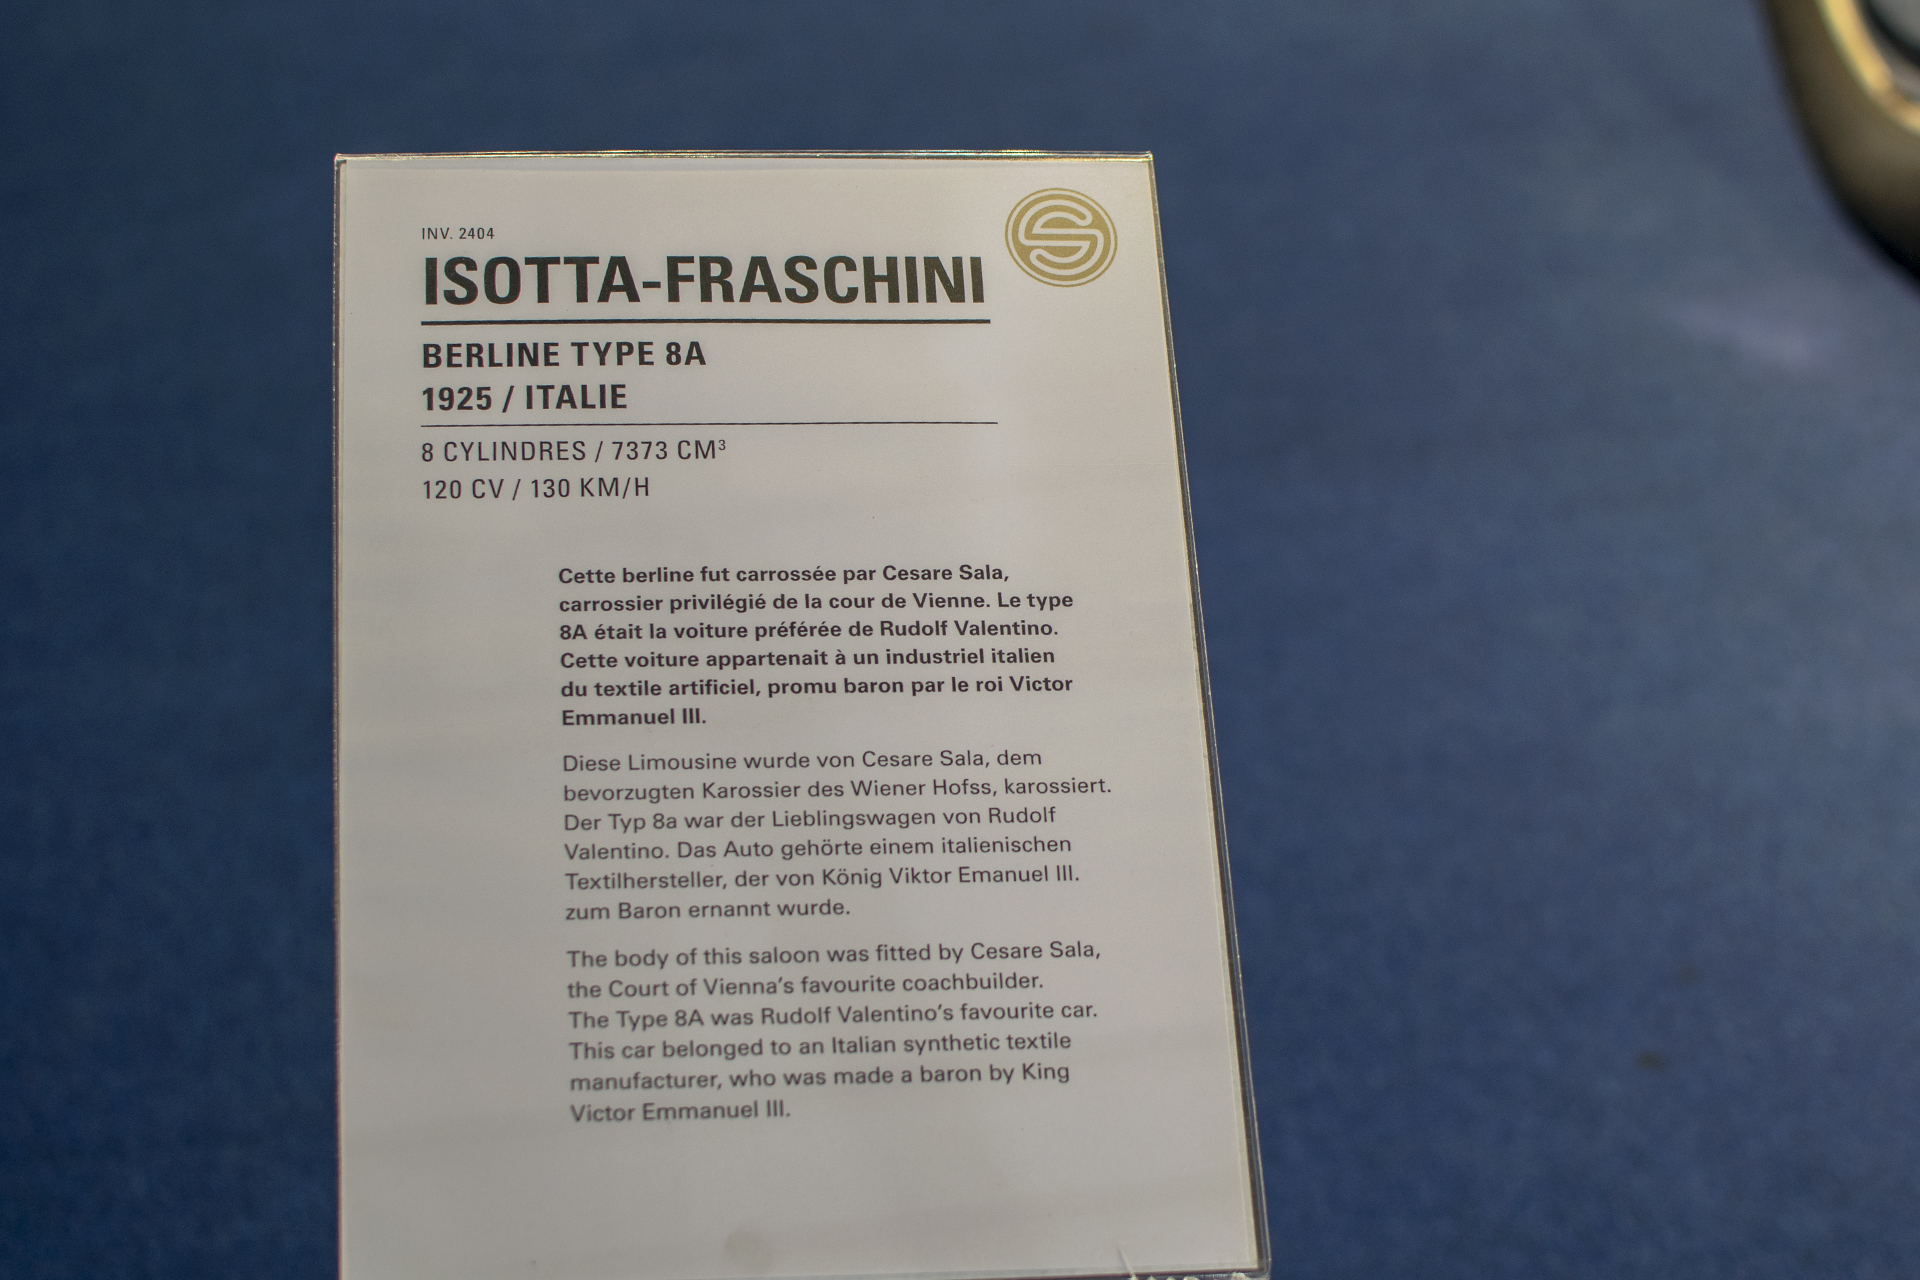 INV. 2404
ISOTTA-FRASCHINI
BERLINE TYPE 8A
1925 / ITALIE
8 CYLINDRES / 7373 CM³
120 CV / 130 KM/H
Cette berline fut carrossée par Cesare Sala,
carrossier privilégié de la cour de Vienne. Le type
8A était la voiture préférée de Rudolf Valentino.
Cette voiture appartenait à un industriel italien
du textile artificiel, promu baron par le roi Victor
Emmanuel III.
Diese Limousine wurde von Cesare Sala, dem
bevorzugten Karossier des Wiener Hofss, karossiert.
Der Typ 8a war der Lieblingswagen von Rudolf
Valentino. Das Auto gehörte einem italienischen
Textilhersteller, der von König Viktor Emanuel III.
zum Baron ernannt wurde.
The body of this saloon was fitted by Cesare Sala,
the Court of Vienna's favourite coachbuilder.
The Type 8A was Rudolf Valentino's favourite car.
This car belonged to an Italian synthetic textile
manufacturer, who was made a baron by King
Victor Emmanuel III.